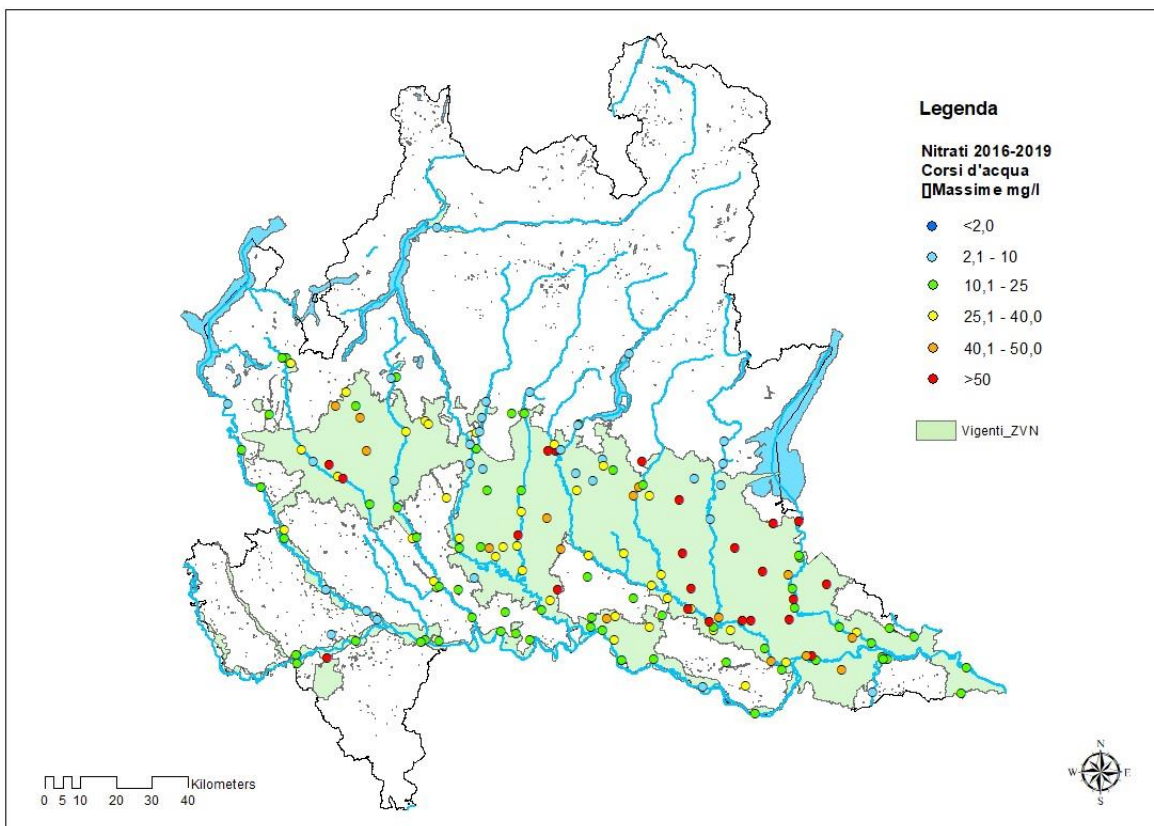 Legenda
Nitrati 2016-2019
Corsi d'acqua
[]Massime mg/l
<2,0
2,1 - 10
10,1 - 25
25,1 - 40,0
40,1 - 50,0
>50
Vigenti_ZVN
N
W E
S
Kilometers
0 5 10 20 30 40